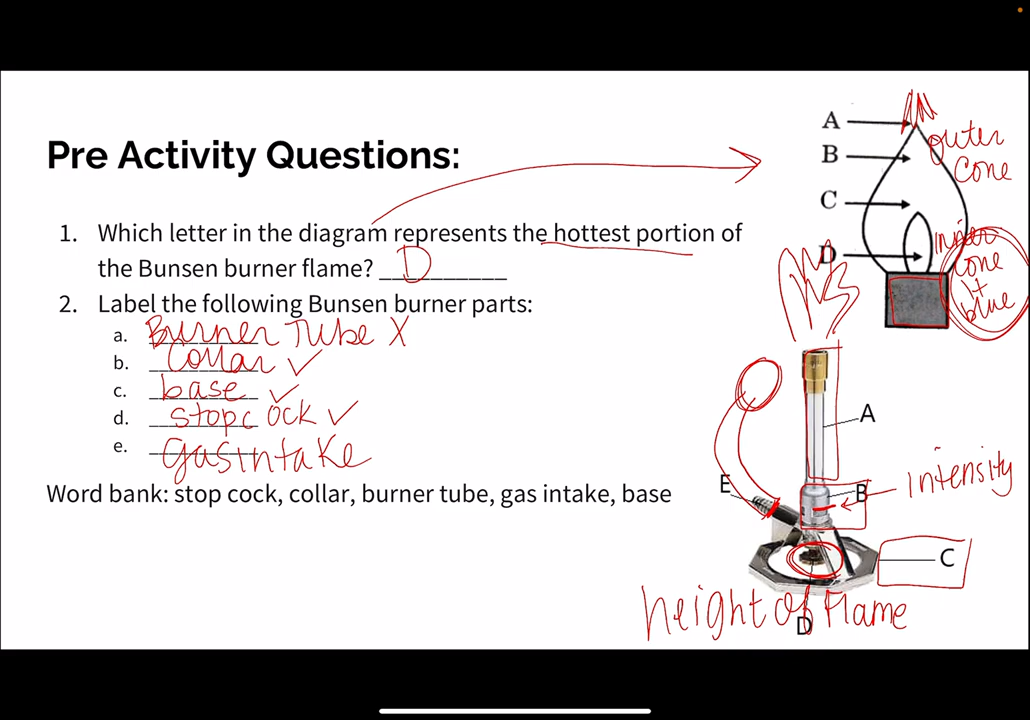 Pre Activity Questions:
1. Which letter in the diagram represents the hottest portion of
the Bunsen burner flame? D
2. Label the following Bunsen burner parts:
a. Burner Tube X
b. collar ✓
c. base ✓
d. stopcock ✓
e. Gas intake
Word bank: stop cock, collar, burner tube, gas intake, base
A
B
C
D
outer
cone
inner
cone
it
blue
A
E
B
intensity
C
height of Flame
D